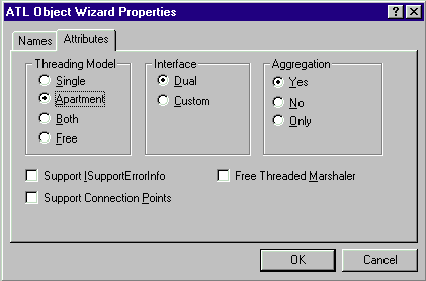 ATL Object Wizard Properties
Names Attributes
Threading Model Interface Aggregation
Single Dual Yes
Apartment Custom No
Both Only
Free
Support ISupportErrorInfo Free Threaded Marshaler
Support Connection Points
OK Cancel